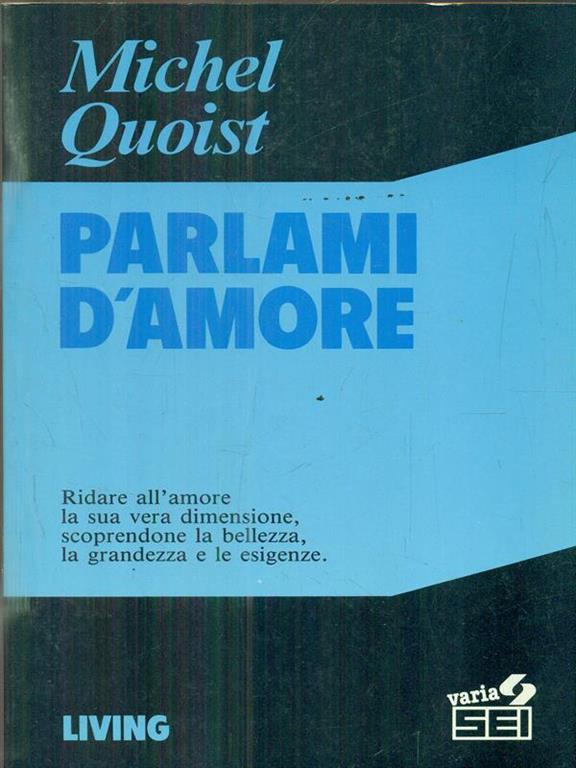 Michel
Quoist
PARLAMI
D'AMORE
Ridare all'amore
la sua vera dimensione,
scoprendone la bellezza,
la grandezza e le esigenze.
LIVING
varia
SEI